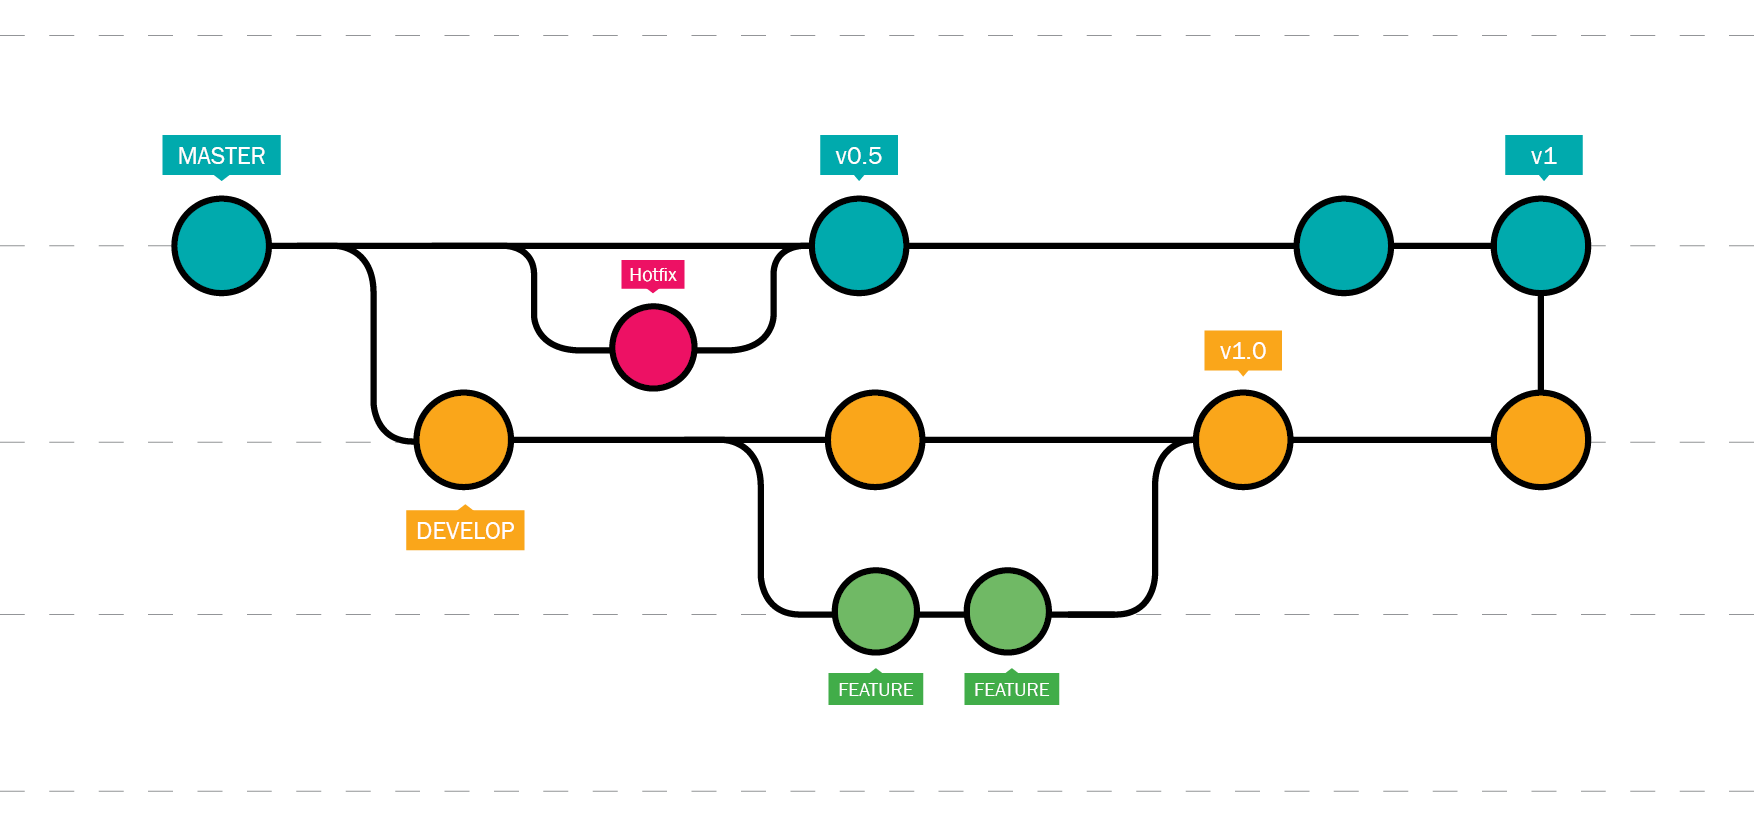 MASTER
v0.5
v1
Hotfix
v1.0
DEVELOP
FEATURE
FEATURE